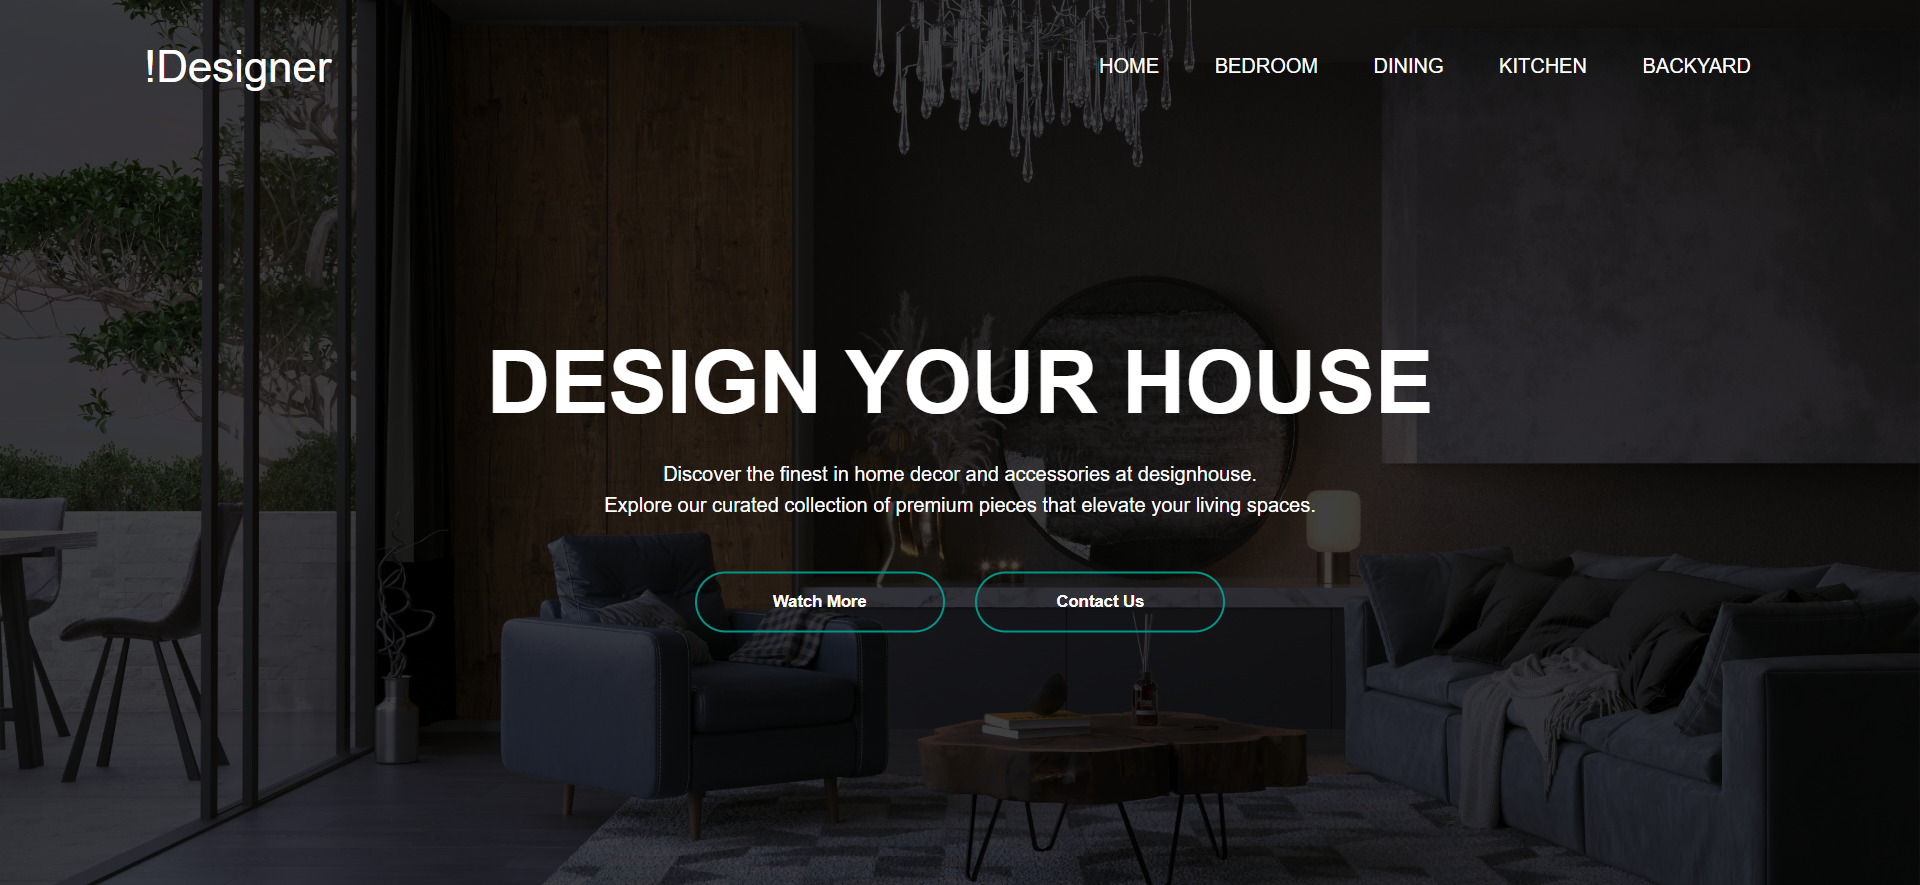 !Designer
HOME BEDROOM DINING KITCHEN BACKYARD
DESIGN YOUR HOUSE
Discover the finest in home decor and accessories at designhouse.
Explore our curated collection of premium pieces that elevate your living spaces.
Watch More
Contact Us